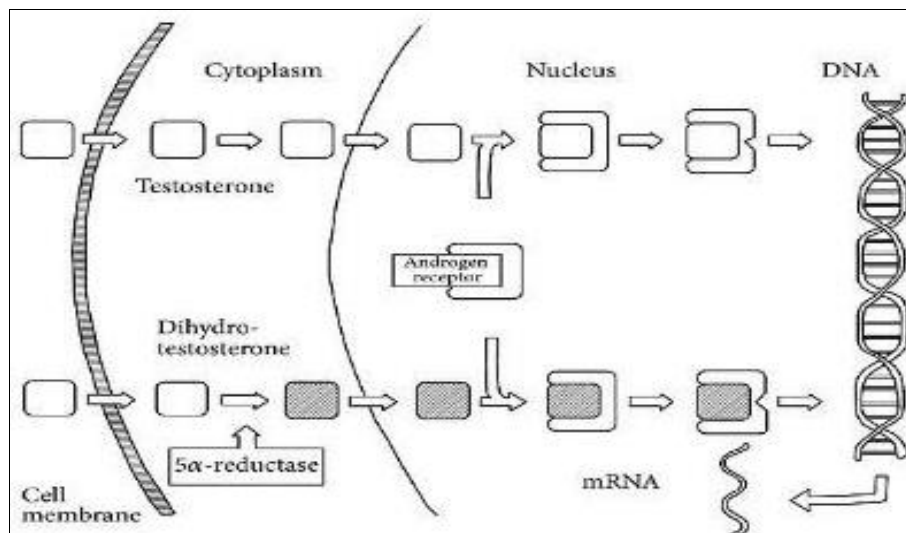 Cytoplasm
Nucleus
DNA
Testosterone
Androgen
receptor
Dihydro-
testosterone
5α-reductase
Cell
membrane
mRNA